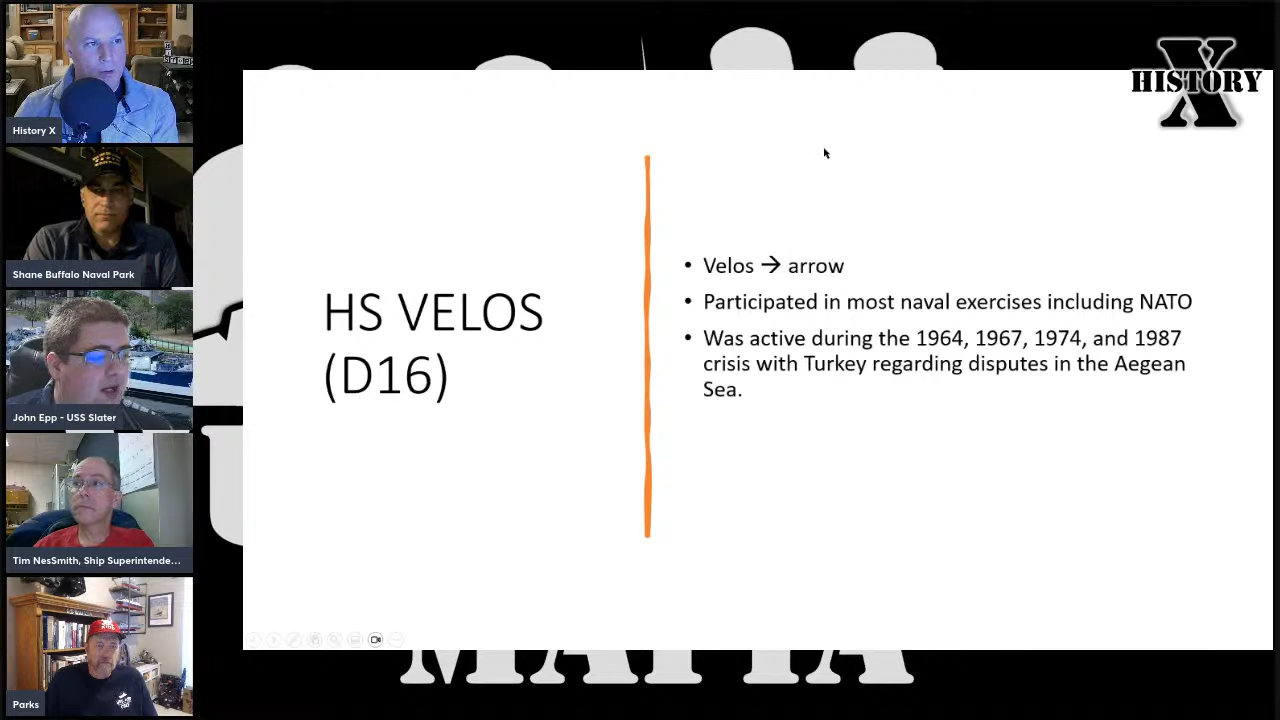 History X
Shane Buffalo Naval Park
John Epp - USS Slater
Tim NesSmith, Ship Superintende...
Parks
HISTORY
X
HS VELOS
(D16)
• Velos → arrow
• Participated in most naval exercises including NATO
• Was active during the 1964, 1967, 1974, and 1987
crisis with Turkey regarding disputes in the Aegean
Sea.
MAFIA